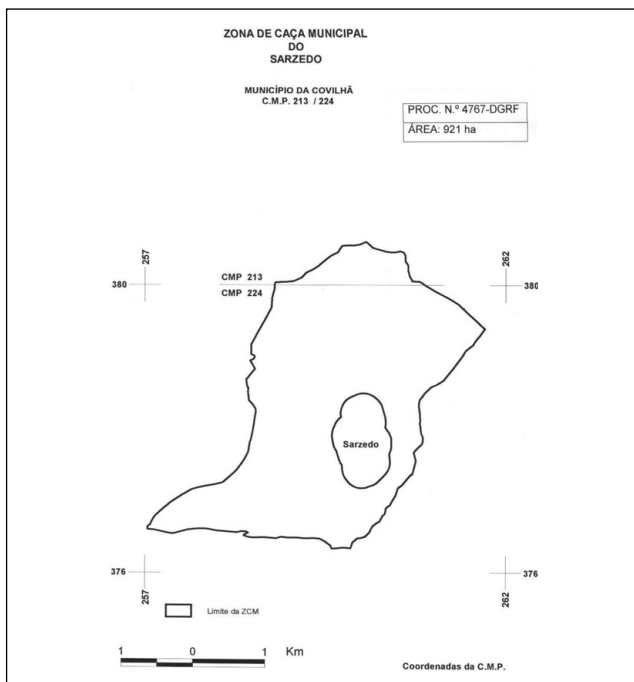 ZONA DE CAÇA MUNICIPAL
DO
SARZEDO
MUNICÍPIO DA COVILHÃ
C.M.P. 213 / 224
PROC. N.º 4767-DGRF
ÁREA: 921 ha
257
262
380
CMP 213
CMP 224
380
Sarzedo
376
376
257
262
Limite da ZCM
1 0 1 Km
Coordenadas da C.M.P.